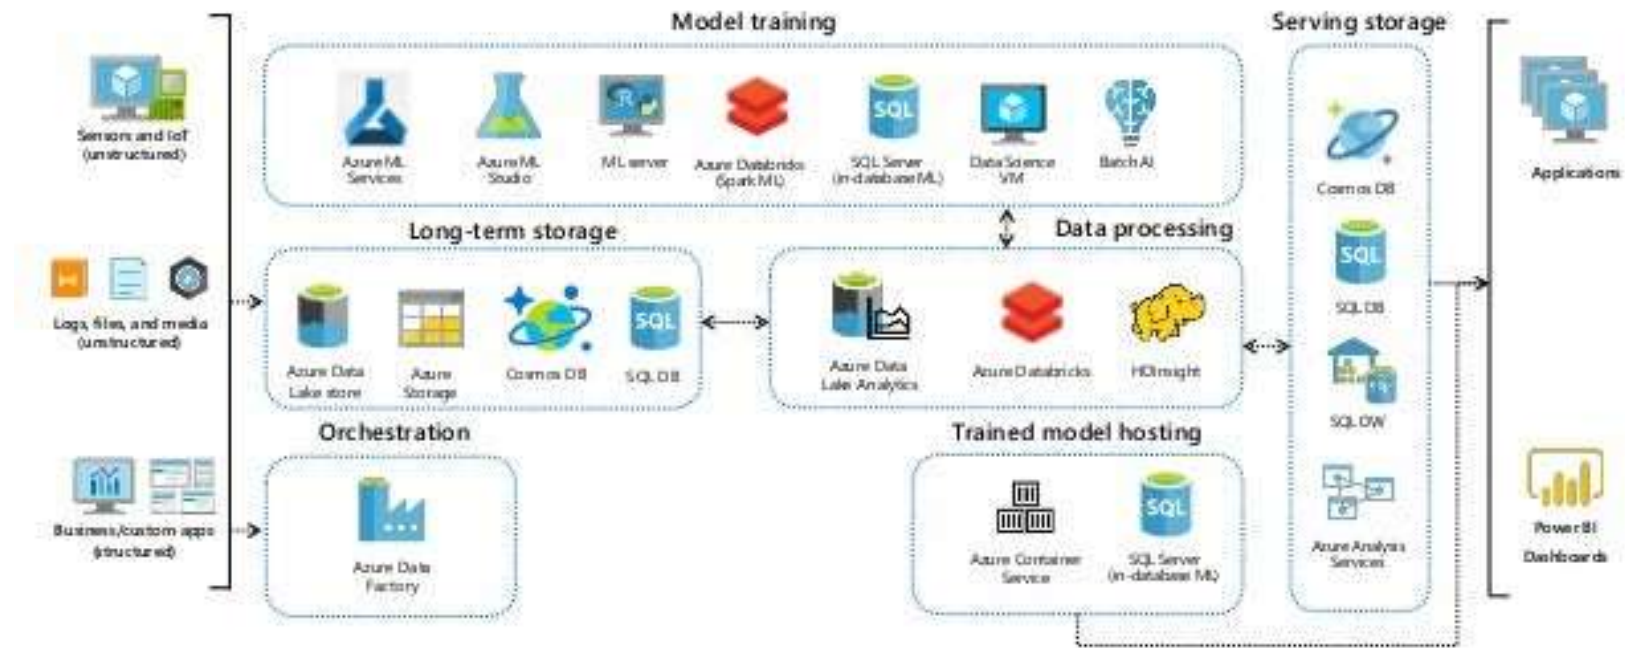 Model training
Serving storage
Sensors and IoT
(unstructured)
Azure ML
Services
Azure ML
Studio
ML server
Azure Databricks
(Spark ML)
SQL
SQL Server
(in-database ML)
Data Science
VM
Batch AI
Cosmos DB
Applications
Long-term storage
Data processing
Logs, files, and media
(unstructured)
Azure Data
Lake store
Azure
Storage
Cosmos DB
SQL
SQL DB
Azure Data
Lake Analytics
Azure Databricks
HDInsight
SQL
SQL DB
SQL DW
Orchestration
Trained model hosting
Business/custom apps
(structured)
Azure Data
Factory
Azure Container
Service
SQL
SQL Server
(in-database ML)
Azure Analysis
Services
Power BI
Dashboards